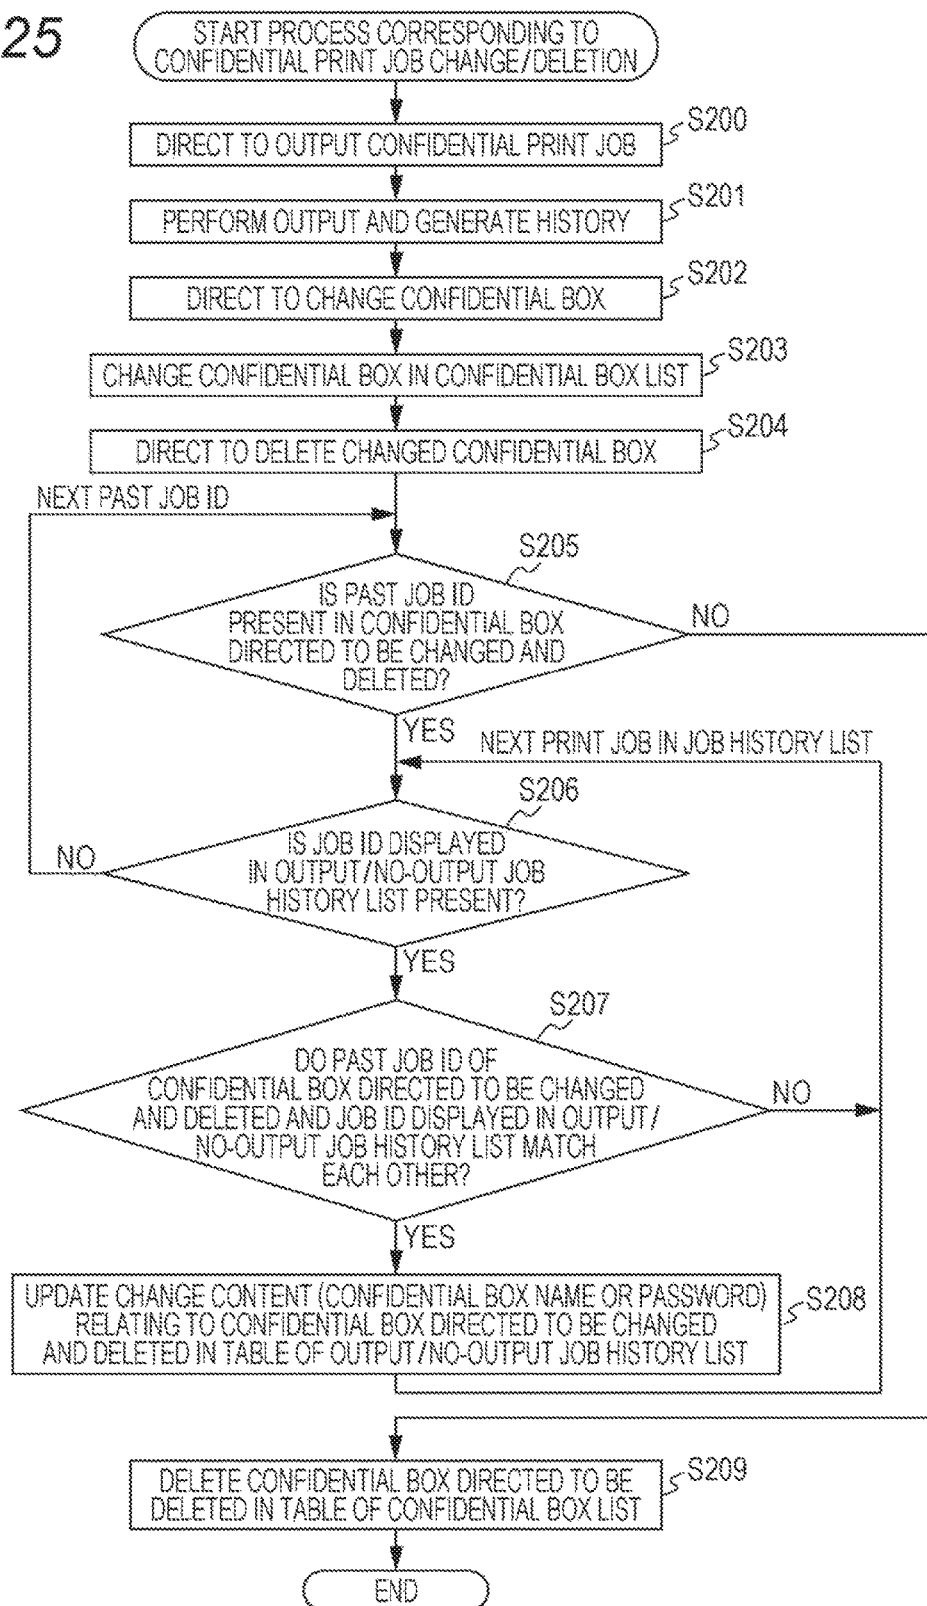 25
START PROCESS CORRESPONDING TO
CONFIDENTIAL PRINT JOB CHANGE/DELETION
S200
DIRECT TO OUTPUT CONFIDENTIAL PRINT JOB
S201
PERFORM OUTPUT AND GENERATE HISTORY
S202
DIRECT TO CHANGE CONFIDENTIAL BOX
S203
CHANGE CONFIDENTIAL BOX IN CONFIDENTIAL BOX LIST
S204
DIRECT TO DELETE CHANGED CONFIDENTIAL BOX
NEXT PAST JOB ID
S205
IS PAST JOB ID
PRESENT IN CONFIDENTIAL BOX
DIRECTED TO BE CHANGED AND
DELETED?
NO
YES
NEXT PRINT JOB IN JOB HISTORY LIST
S206
IS JOB ID DISPLAYED
IN OUTPUT/NO-OUTPUT JOB
HISTORY LIST PRESENT?
NO
YES
S207
DO PAST JOB ID OF
CONFIDENTIAL BOX DIRECTED TO BE CHANGED
AND DELETED AND JOB ID DISPLAYED IN OUTPUT/
NO-OUTPUT JOB HISTORY LIST MATCH
EACH OTHER?
NO
YES
UPDATE CHANGE CONTENT (CONFIDENTIAL BOX NAME OR PASSWORD)
RELATING TO CONFIDENTIAL BOX DIRECTED TO BE CHANGED
AND DELETED IN TABLE OF OUTPUT/NO-OUTPUT JOB HISTORY LIST
S208
DELETE CONFIDENTIAL BOX DIRECTED TO BE
DELETED IN TABLE OF CONFIDENTIAL BOX LIST
S209
END